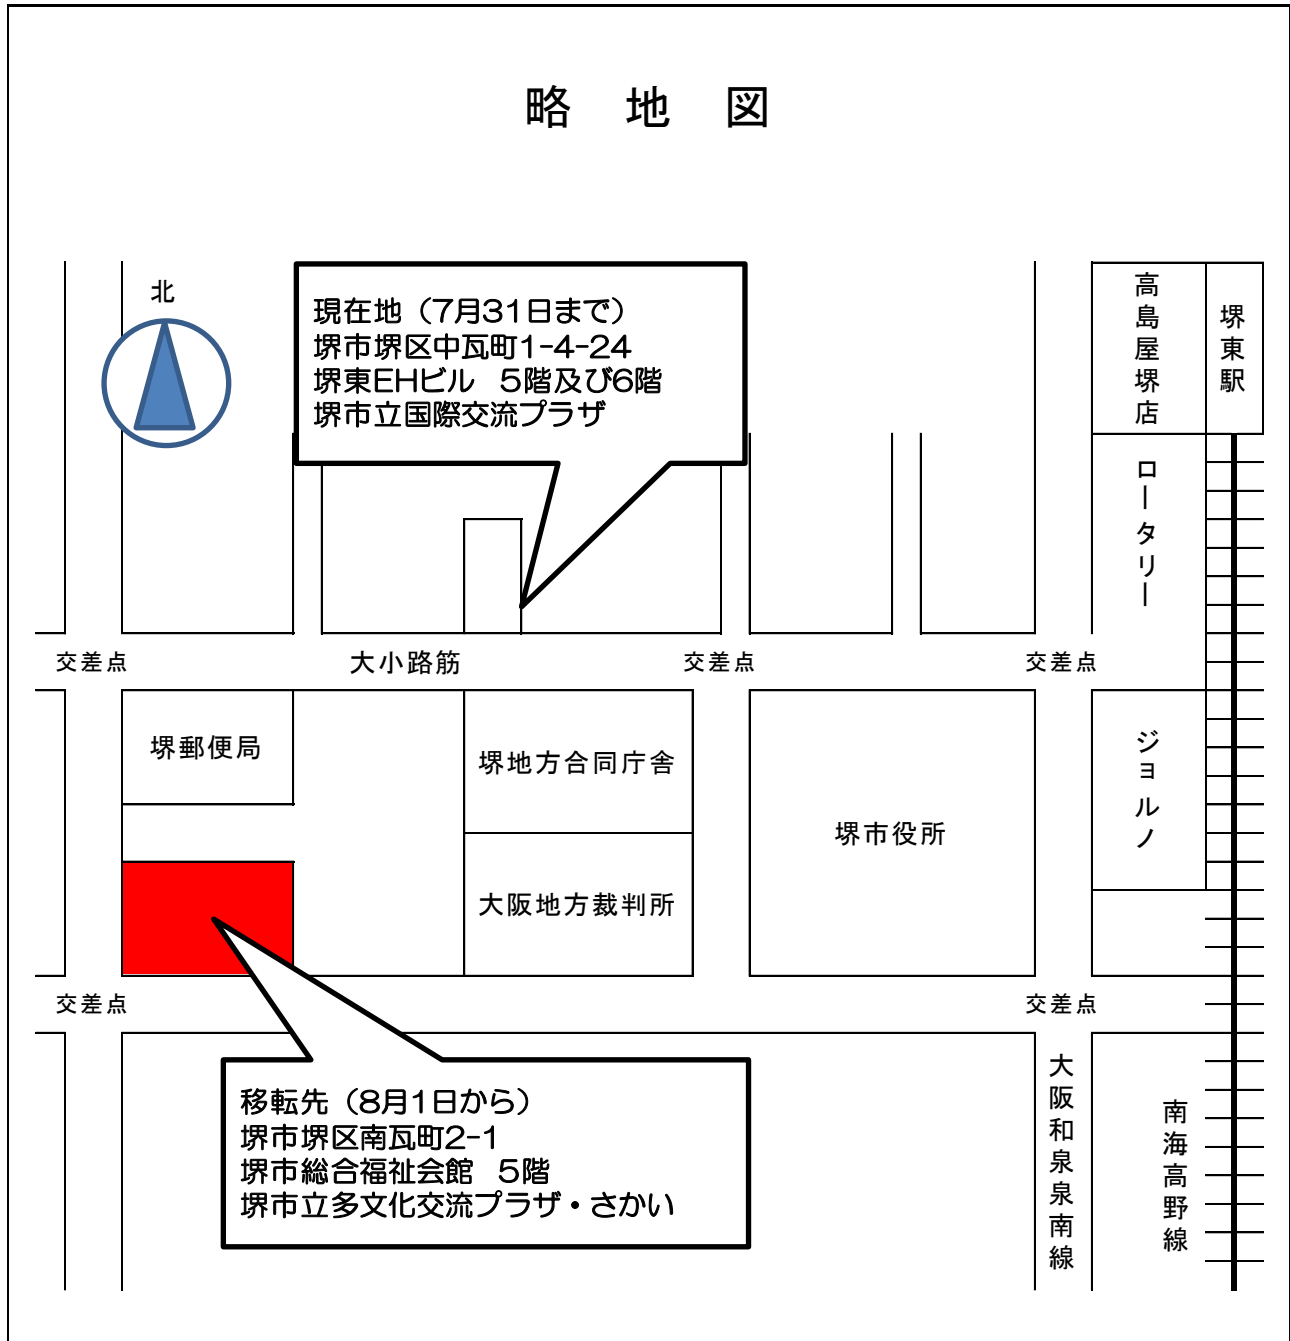 略 地 図
北
現在地（7月31日まで）
堺市堺区中瓦町1-4-24
堺東EHビル 5階及び6階
堺市立国際交流プラザ
高島屋堺店
堺東駅
ロータリー
交差点
大小路筋
交差点
交差点
堺郵便局
堺地方合同庁舎
堺市役所
ジョルノ
大阪地方裁判所
交差点
交差点
移転先（8月1日から）
堺市堺区南瓦町2-1
堺市総合福祉会館 5階
堺市立多文化交流プラザ・さかい
大阪和泉泉南線
南海高野線